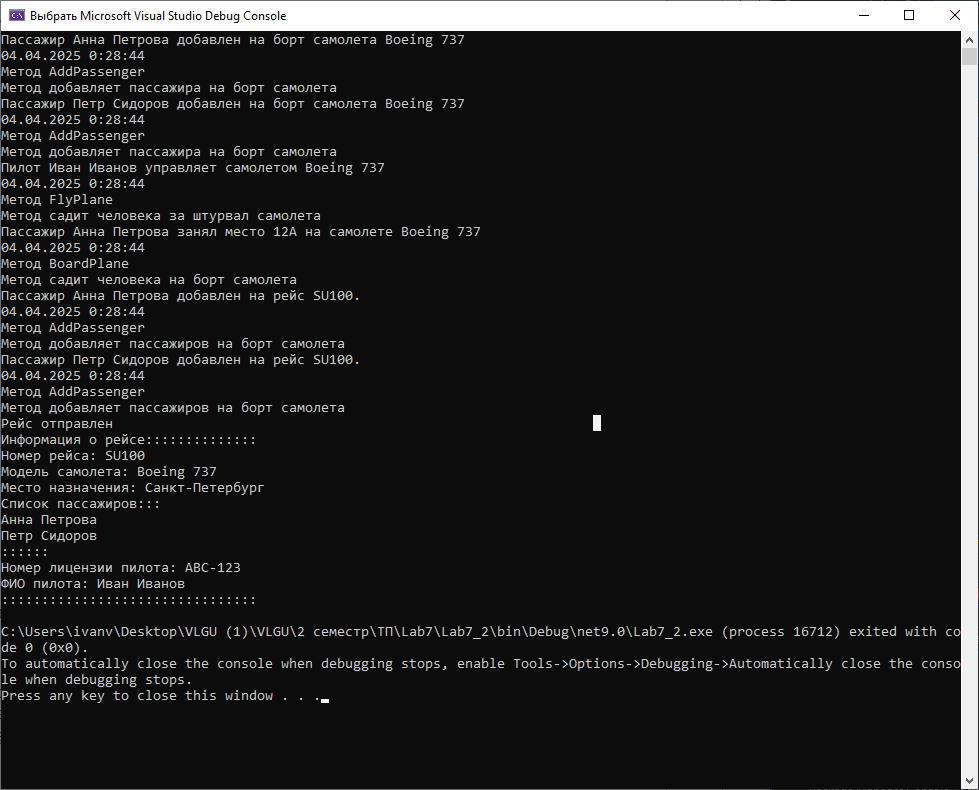 Выбрать Microsoft Visual Studio Debug Console
Пассажир Анна Петрова добавлен на борт самолета Boeing 737
04.04.2025 0:28:44
Метод AddPassenger
Метод добавляет пассажира на борт самолета
Пассажир Петр Сидоров добавлен на борт самолета Boeing 737
04.04.2025 0:28:44
Метод AddPassenger
Метод добавляет пассажира на борт самолета
Пилот Иван Иванов управляет самолетом Boeing 737
04.04.2025 0:28:44
Метод FlyPlane
Метод садит человека за штурвал самолета
Пассажир Анна Петрова занял место 12A на самолете Boeing 737
04.04.2025 0:28:44
Метод BoardPlane
Метод садит человека на борт самолета
Пассажир Анна Петрова добавлен на рейс SU100.
04.04.2025 0:28:44
Метод AddPassenger
Метод добавляет пассажиров на борт самолета
Пассажир Петр Сидоров добавлен на рейс SU100.
04.04.2025 0:28:44
Метод AddPassenger
Метод добавляет пассажиров на борт самолета
Рейс отправлен
Информация о рейсе::::::::::::::
Номер рейса: SU100
Модель самолета: Boeing 737
Место назначения: Санкт-Петербург
Список пассажиров:::
Анна Петрова
Петр Сидоров
::::::
Номер лицензии пилота: ABC-123
ФИО пилота: Иван Иванов
::::::::::::::::::::::::::::::::
C:\Users\ivanv\Desktop\VLGU (1)\VLGU\2 семестр\ТП\Lab7\Lab7_2\bin\Debug\net9.0\Lab7_2.exe (process 16712) exited with co
de 0 (0x0).
To automatically close the console when debugging stops, enable Tools->Options->Debugging->Automatically close the conso
le when debugging stops.
Press any key to close this window . . .